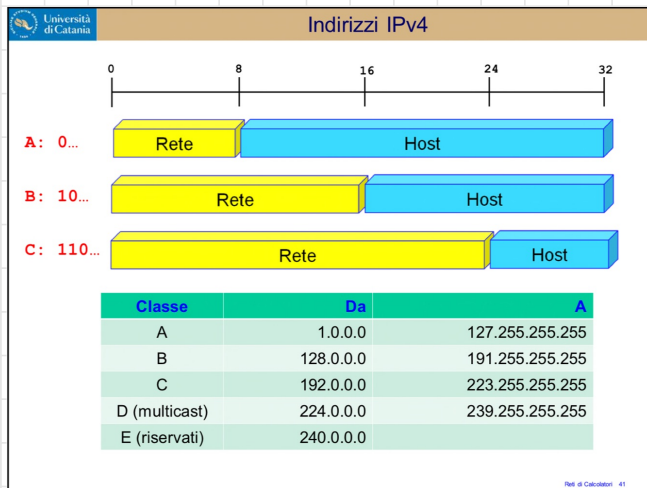 Università
di Catania
Indirizzi IPv4
0 8 16 24 32
A: 0… Rete Host
B: 10… Rete Host
C: 110… Rete Host
Classe Da A
A 1.0.0.0 127.255.255.255
B 128.0.0.0 191.255.255.255
C 192.0.0.0 223.255.255.255
D (multicast) 224.0.0.0 239.255.255.255
E (riservati) 240.0.0.0
Reti di Calcolatori 41